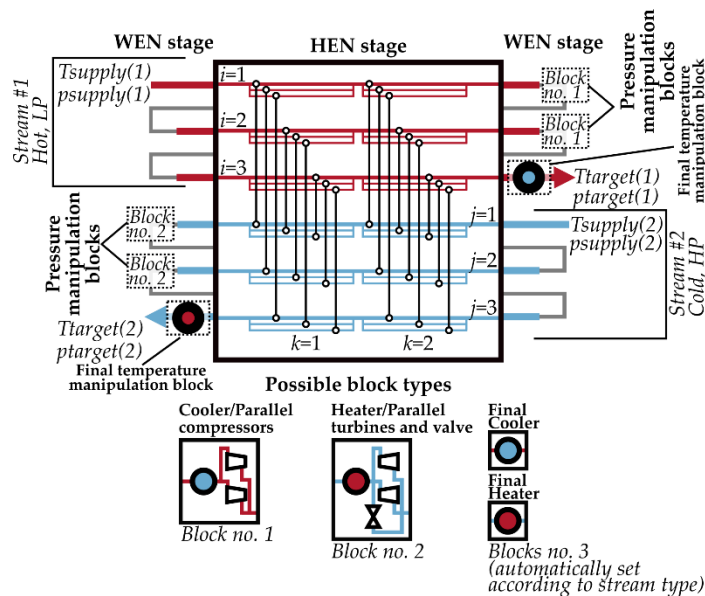 WEN stage
HEN stage
WEN stage
Stream #1
Hot, LP
Tsupply(1)
psupply(1)
i=1
i=2
i=3
Block
no. 1
Block
no. 1
Pressure
manipulation
blocks
Final temperature
manipulation block
Ttarget(1)
ptarget(1)
Pressure
manipulation
blocks
Block
no. 2
Block
no. 2
Ttarget(2)
ptarget(2)
Final temperature
manipulation block
j=1
j=2
j=3
k=1
k=2
Tsupply(2)
psupply(2)
Stream #2
Cold, HP
Possible block types
Cooler/Parallel
compressors
Block no. 1
Heater/Parallel
turbines and valve
Block no. 2
Final
Cooler
Final
Heater
Blocks no. 3
(automatically set
according to stream type)